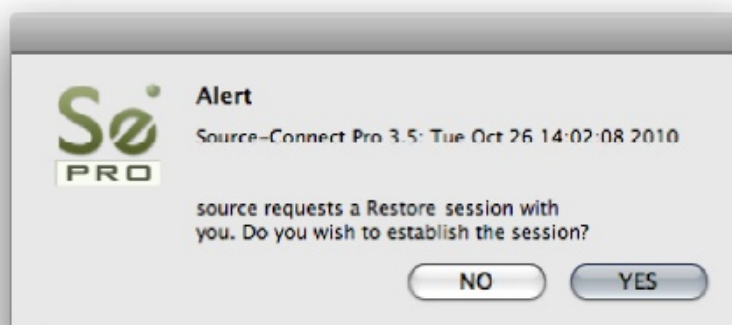 Se
PRO
Alert
Source-Connect Pro 3.5: Tue Oct 26 14:02:08 2010
source requests a Restore session with
you. Do you wish to establish the session?
NO
YES